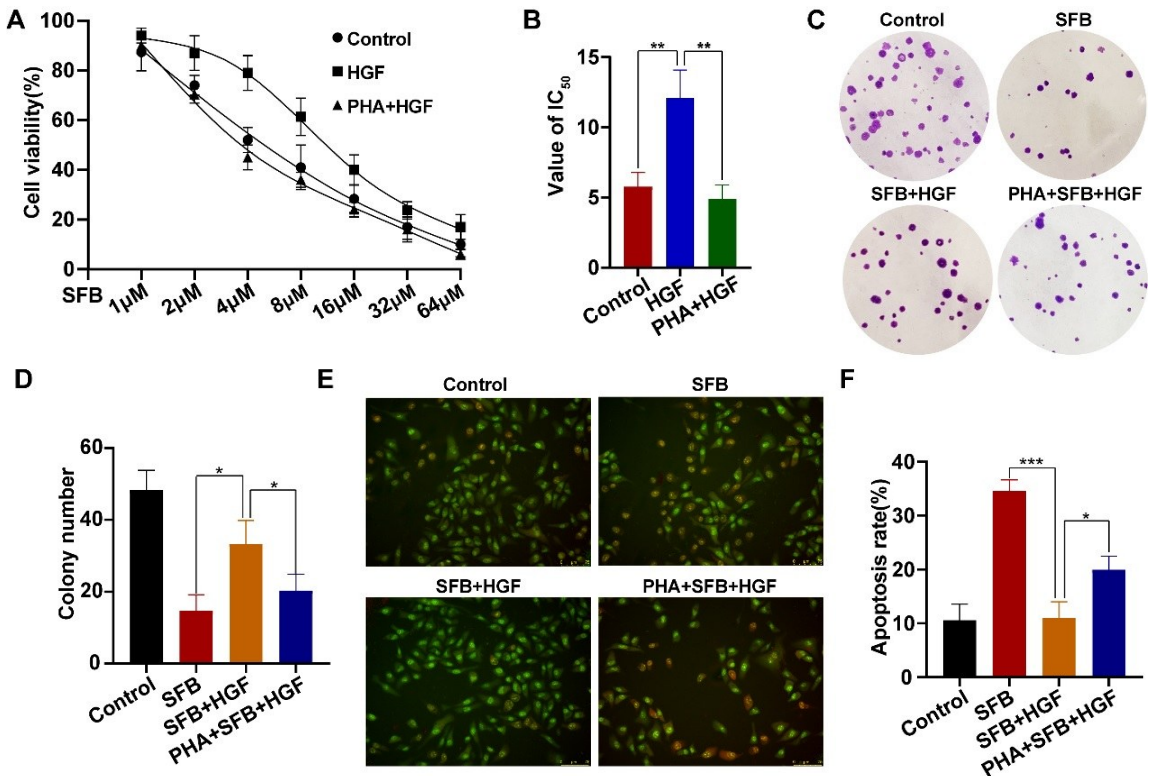 A
100
80
60
40
20
0
Cell viability(%)
Control
HGF
PHA+HGF
SFB
1μM
2μM
4μM
8μM
16μM
32μM
64μM
B
**
**
15
10
5
0
Value of IC50
Control
HGF
PHA+HGF
C
Control
SFB
SFB+HGF
PHA+SFB+HGF
D
60
40
20
0
Colony number
*
*
Control
SFB
SFB+HGF
PHA+SFB+HGF
E
Control
SFB
SFB+HGF
PHA+SFB+HGF
F
40
30
20
10
0
Apoptosis rate(%)
***
*
Control
SFB
SFB+HGF
PHA+SFB+HGF